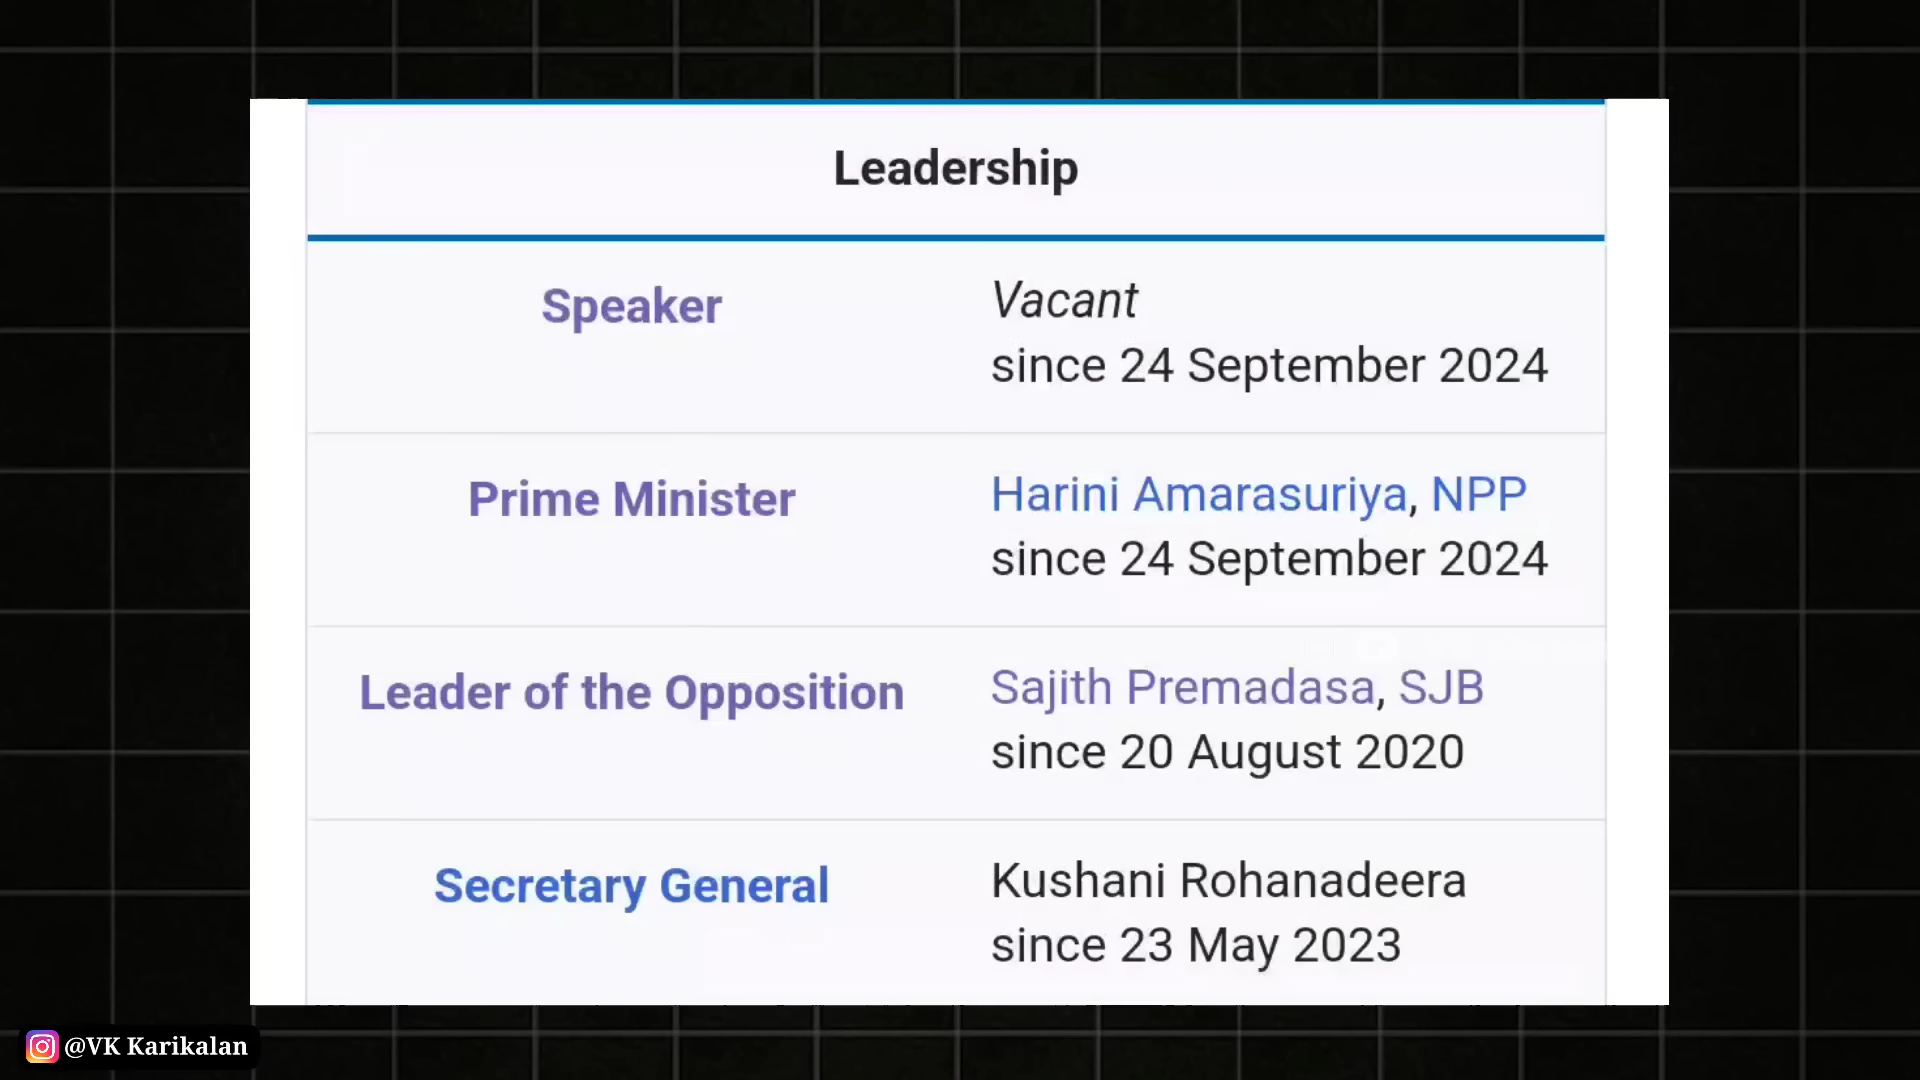 Leadership
Speaker
Vacant
since 24 September 2024
Prime Minister
Harini Amarasuriya, NPP
since 24 September 2024
Leader of the Opposition
Sajith Premadasa, SJB
since 20 August 2020
Secretary General
Kushani Rohanadeera
since 23 May 2023
@VK Karikalan